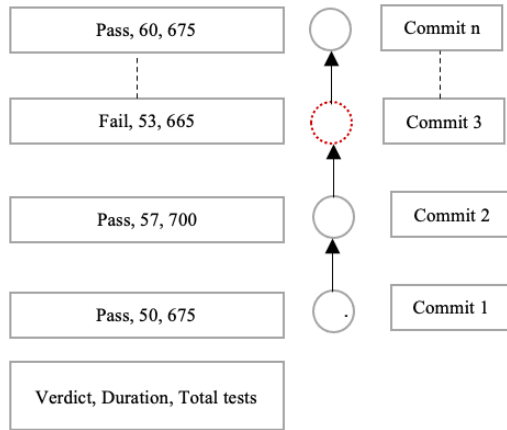 Pass, 60, 675
Commit n
Fail, 53, 665
Commit 3
Pass, 57, 700
Commit 2
Pass, 50, 675
Commit 1
Verdict, Duration, Total tests